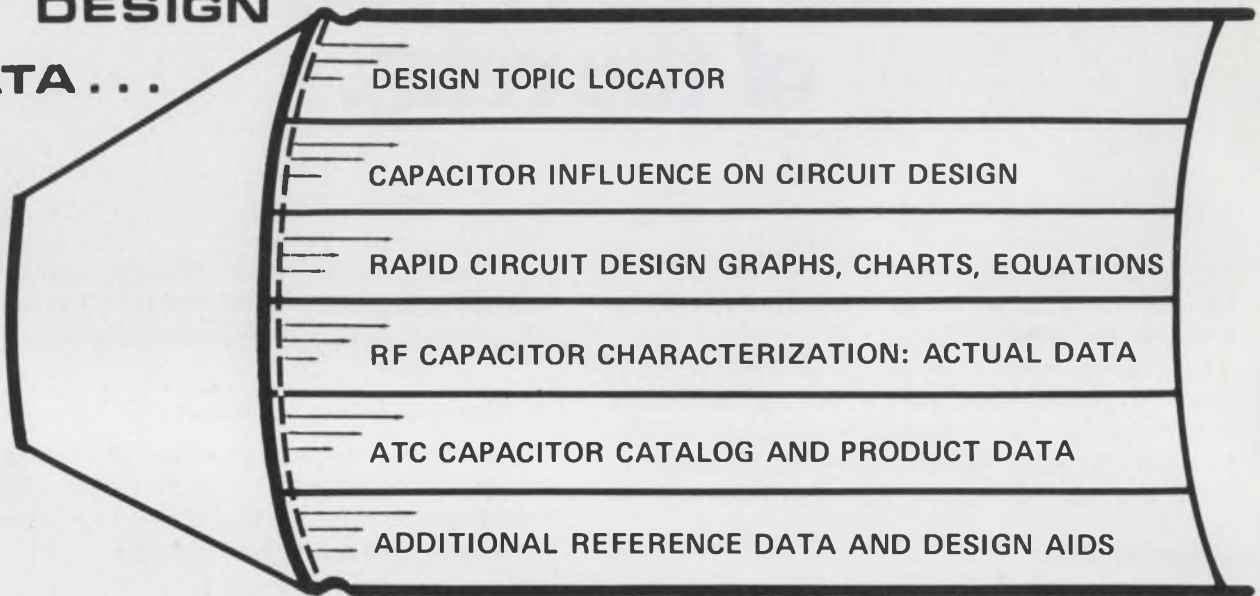 DESIGN
ATA...
DESIGN TOPIC LOCATOR
CAPACITOR INFLUENCE ON CIRCUIT DESIGN
RAPID CIRCUIT DESIGN GRAPHS, CHARTS, EQUATIONS
RF CAPACITOR CHARACTERIZATION: ACTUAL DATA
ATC CAPACITOR CATALOG AND PRODUCT DATA
ADDITIONAL REFERENCE DATA AND DESIGN AIDS